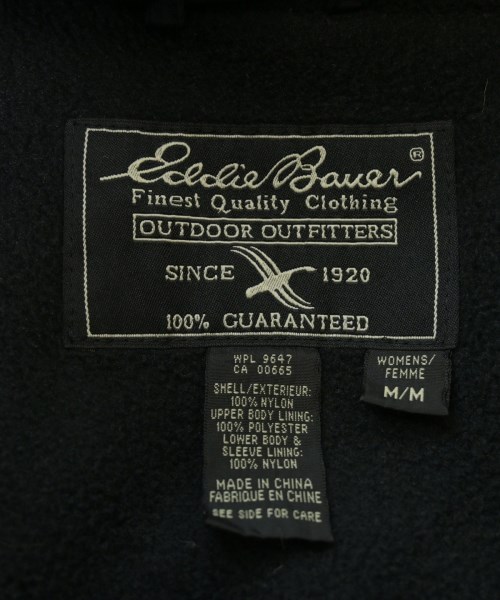 Eddie Bauer ®
Finest Quality Clothing
OUTDOOR OUTFITTERS
SINCE 1920
100% GUARANTEED
WPL 9647
CA 00665
SHELL/EXTERIEUR:
100% NYLON
UPPER BODY LINING:
100% POLYESTER
LOWER BODY &
SLEEVE LINING:
100% NYLON
MADE IN CHINA
FABRIQUE EN CHINE
SEE SIDE FOR CARE
WOMENS/
FEMME
M/M